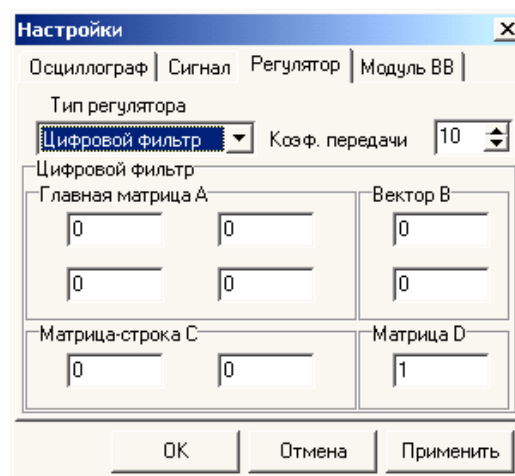 Настройки
Осциллограф Сигнал Регулятор Модуль ВВ
Тип регулятора
Цифровой фильтр Коэф. передачи 10
Цифровой фильтр
Главная матрица А Вектор В
0 0 0
0 0 0
Матрица-строка С Матрица D
0 0 1
OK Отмена Применить